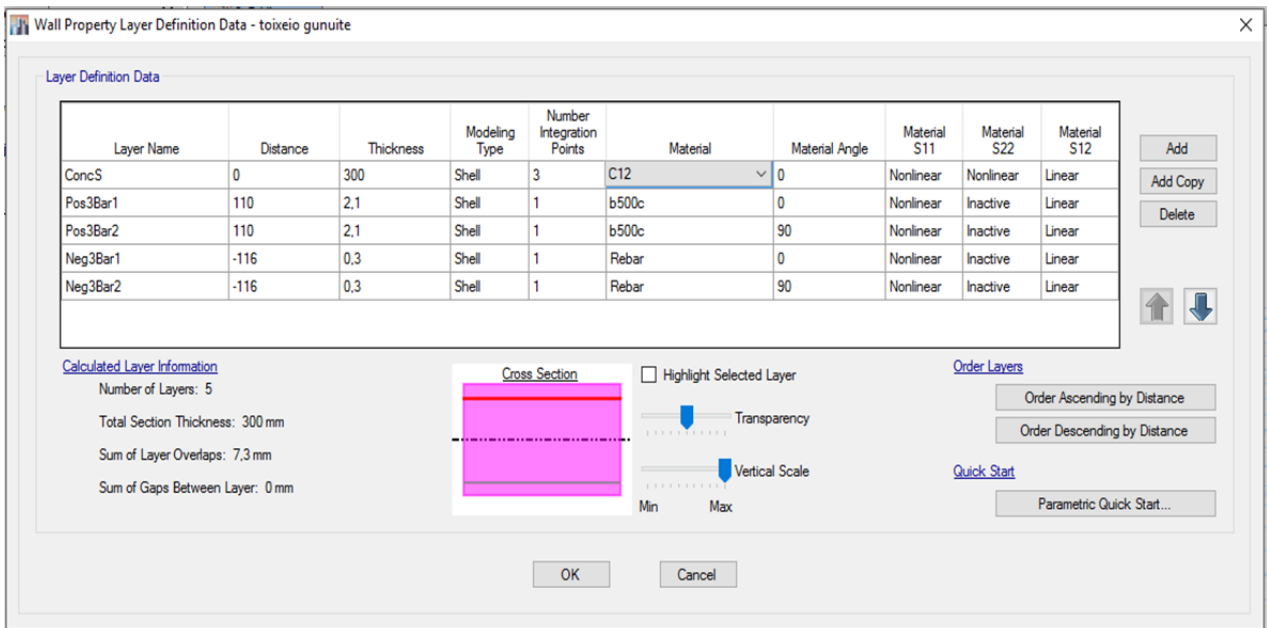 Wall Property Layer Definition Data - toixeio gunuite
Layer Definition Data
Layer Name Distance Thickness Modeling Type Number Integration Points Material Material Angle Material S11 Material S22 Material S12
ConcS 0 300 Shell 3 C12 0 Nonlinear Nonlinear Linear
Pos3Bar1 110 2,1 Shell 1 b500c 0 Nonlinear Inactive Linear
Pos3Bar2 110 2,1 Shell 1 b500c 90 Nonlinear Inactive Linear
Neg3Bar1 -116 0,3 Shell 1 Rebar 0 Nonlinear Inactive Linear
Neg3Bar2 -116 0,3 Shell 1 Rebar 90 Nonlinear Inactive Linear
Add
Add Copy
Delete
Calculated Layer Information
Number of Layers: 5
Total Section Thickness: 300 mm
Sum of Layer Overlaps: 7,3 mm
Sum of Gaps Between Layer: 0 mm
Cross Section
Highlight Selected Layer
Transparency
Vertical Scale
Min Max
Order Layers
Order Ascending by Distance
Order Descending by Distance
Quick Start
Parametric Quick Start...
OK Cancel